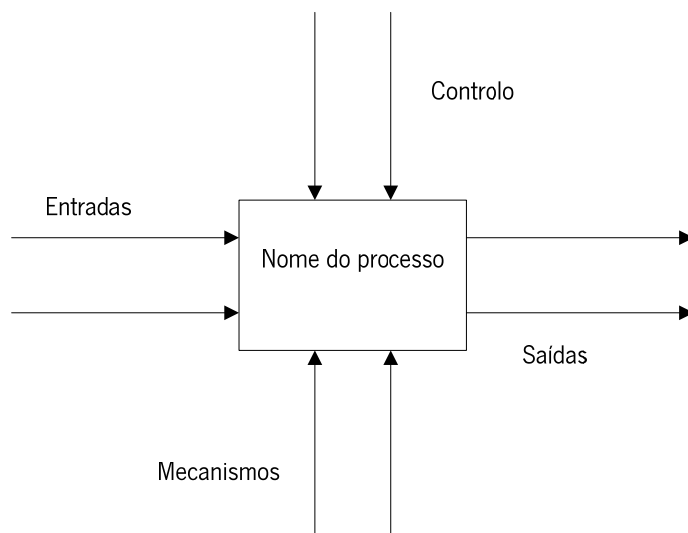 Controlo
Entradas
Nome do processo
Saídas
Mecanismos